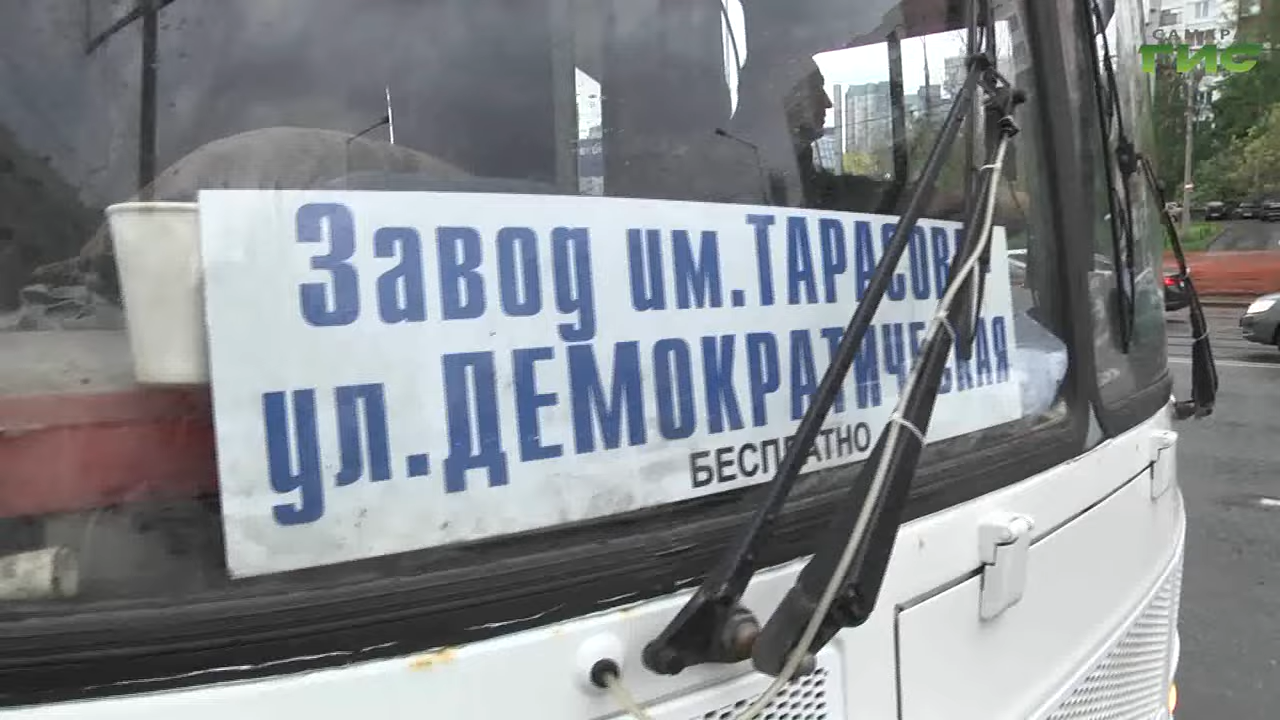 САМАРА
ГИС
Завод им.ТАРАСОВА-
ул.ДЕМОКРАТИЧЕСКАЯ
БЕСПЛАТНО